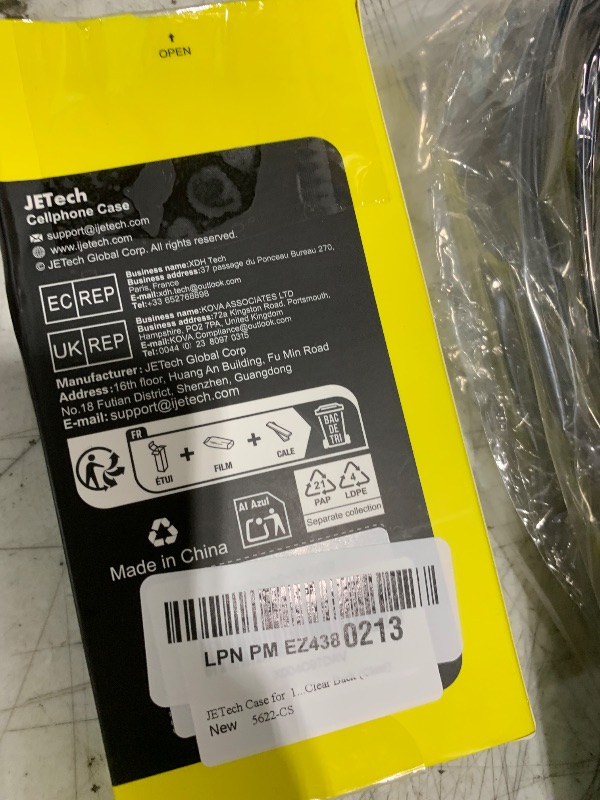 OPEN
JETech
Cellphone Case
support@ijetech.com
www.ijetech.com
© JETech Global Corp. All rights reserved.
EC REP
Business name:XDH Tech
Business address:37 passage du Ponceau Bureau 270,
Paris, France
E-mail:xdh.tech@outlook.com
Tel:+33 652768898
UK REP
Business name:KOVA ASSOCIATES LTD
Business address:72a Kingston Road, Portsmouth,
Hampshire, PO2 7PA, United Kingdom
E-mail:KOVA.Compliance@outlook.com
Tel:0044 (0) 23 8097 0315
Manufacturer: JETech Global Corp
Address:16th floor, Huang An Building, Fu Min Road
No.18 Futian District, Shenzhen, Guangdong
E-mail: support@ijetech.com
FR
ÉTUI + FILM + CALE
BAC
DE
TRI
Al Azul
21
PAP
4
LDPE
Separate collection
Made in China
LPN PM EZ438 0213
JETech Case for 1...Clear Back
New 5622-CS